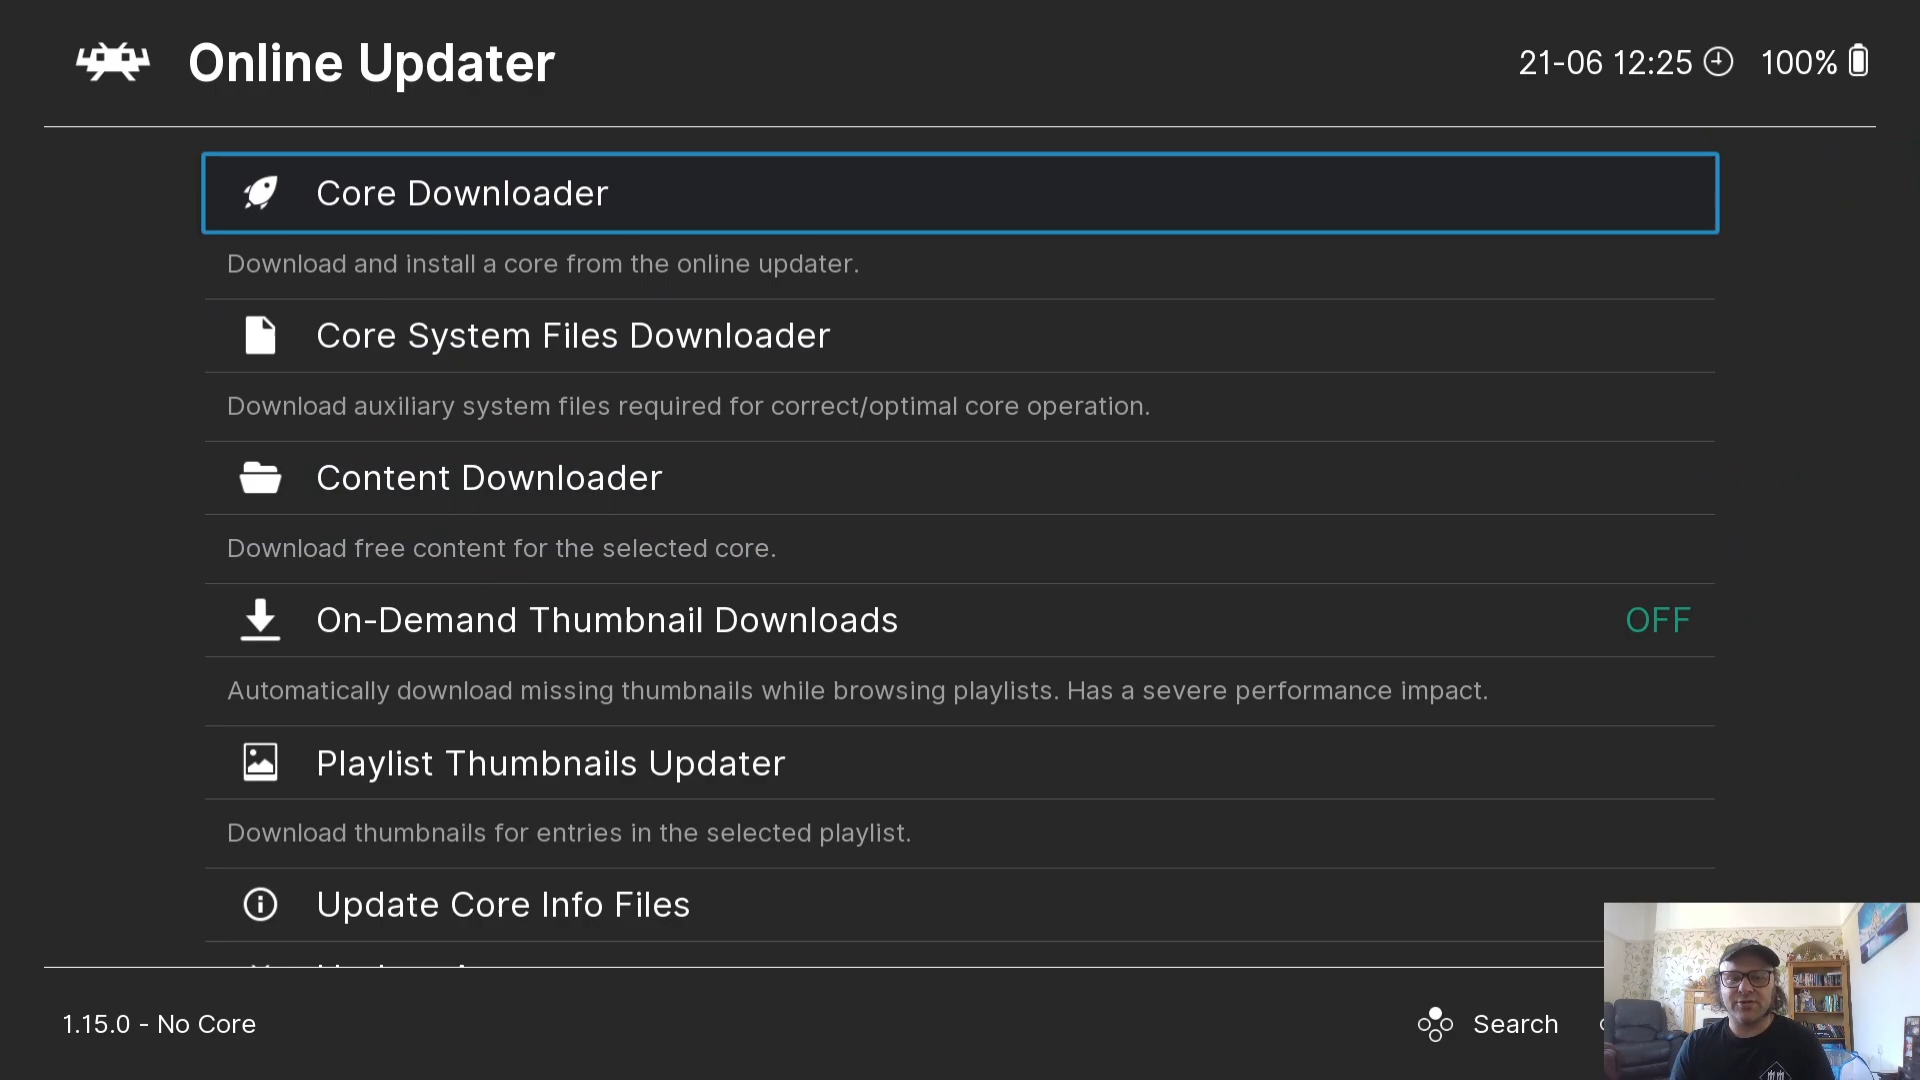 Online Updater
21-06 12:25
100%
Core Downloader
Download and install a core from the online updater.
Core System Files Downloader
Download auxiliary system files required for correct/optimal core operation.
Content Downloader
Download free content for the selected core.
On-Demand Thumbnail Downloads
OFF
Automatically download missing thumbnails while browsing playlists. Has a severe performance impact.
Playlist Thumbnails Updater
Download thumbnails for entries in the selected playlist.
Update Core Info Files
1.15.0 - No Core
Search